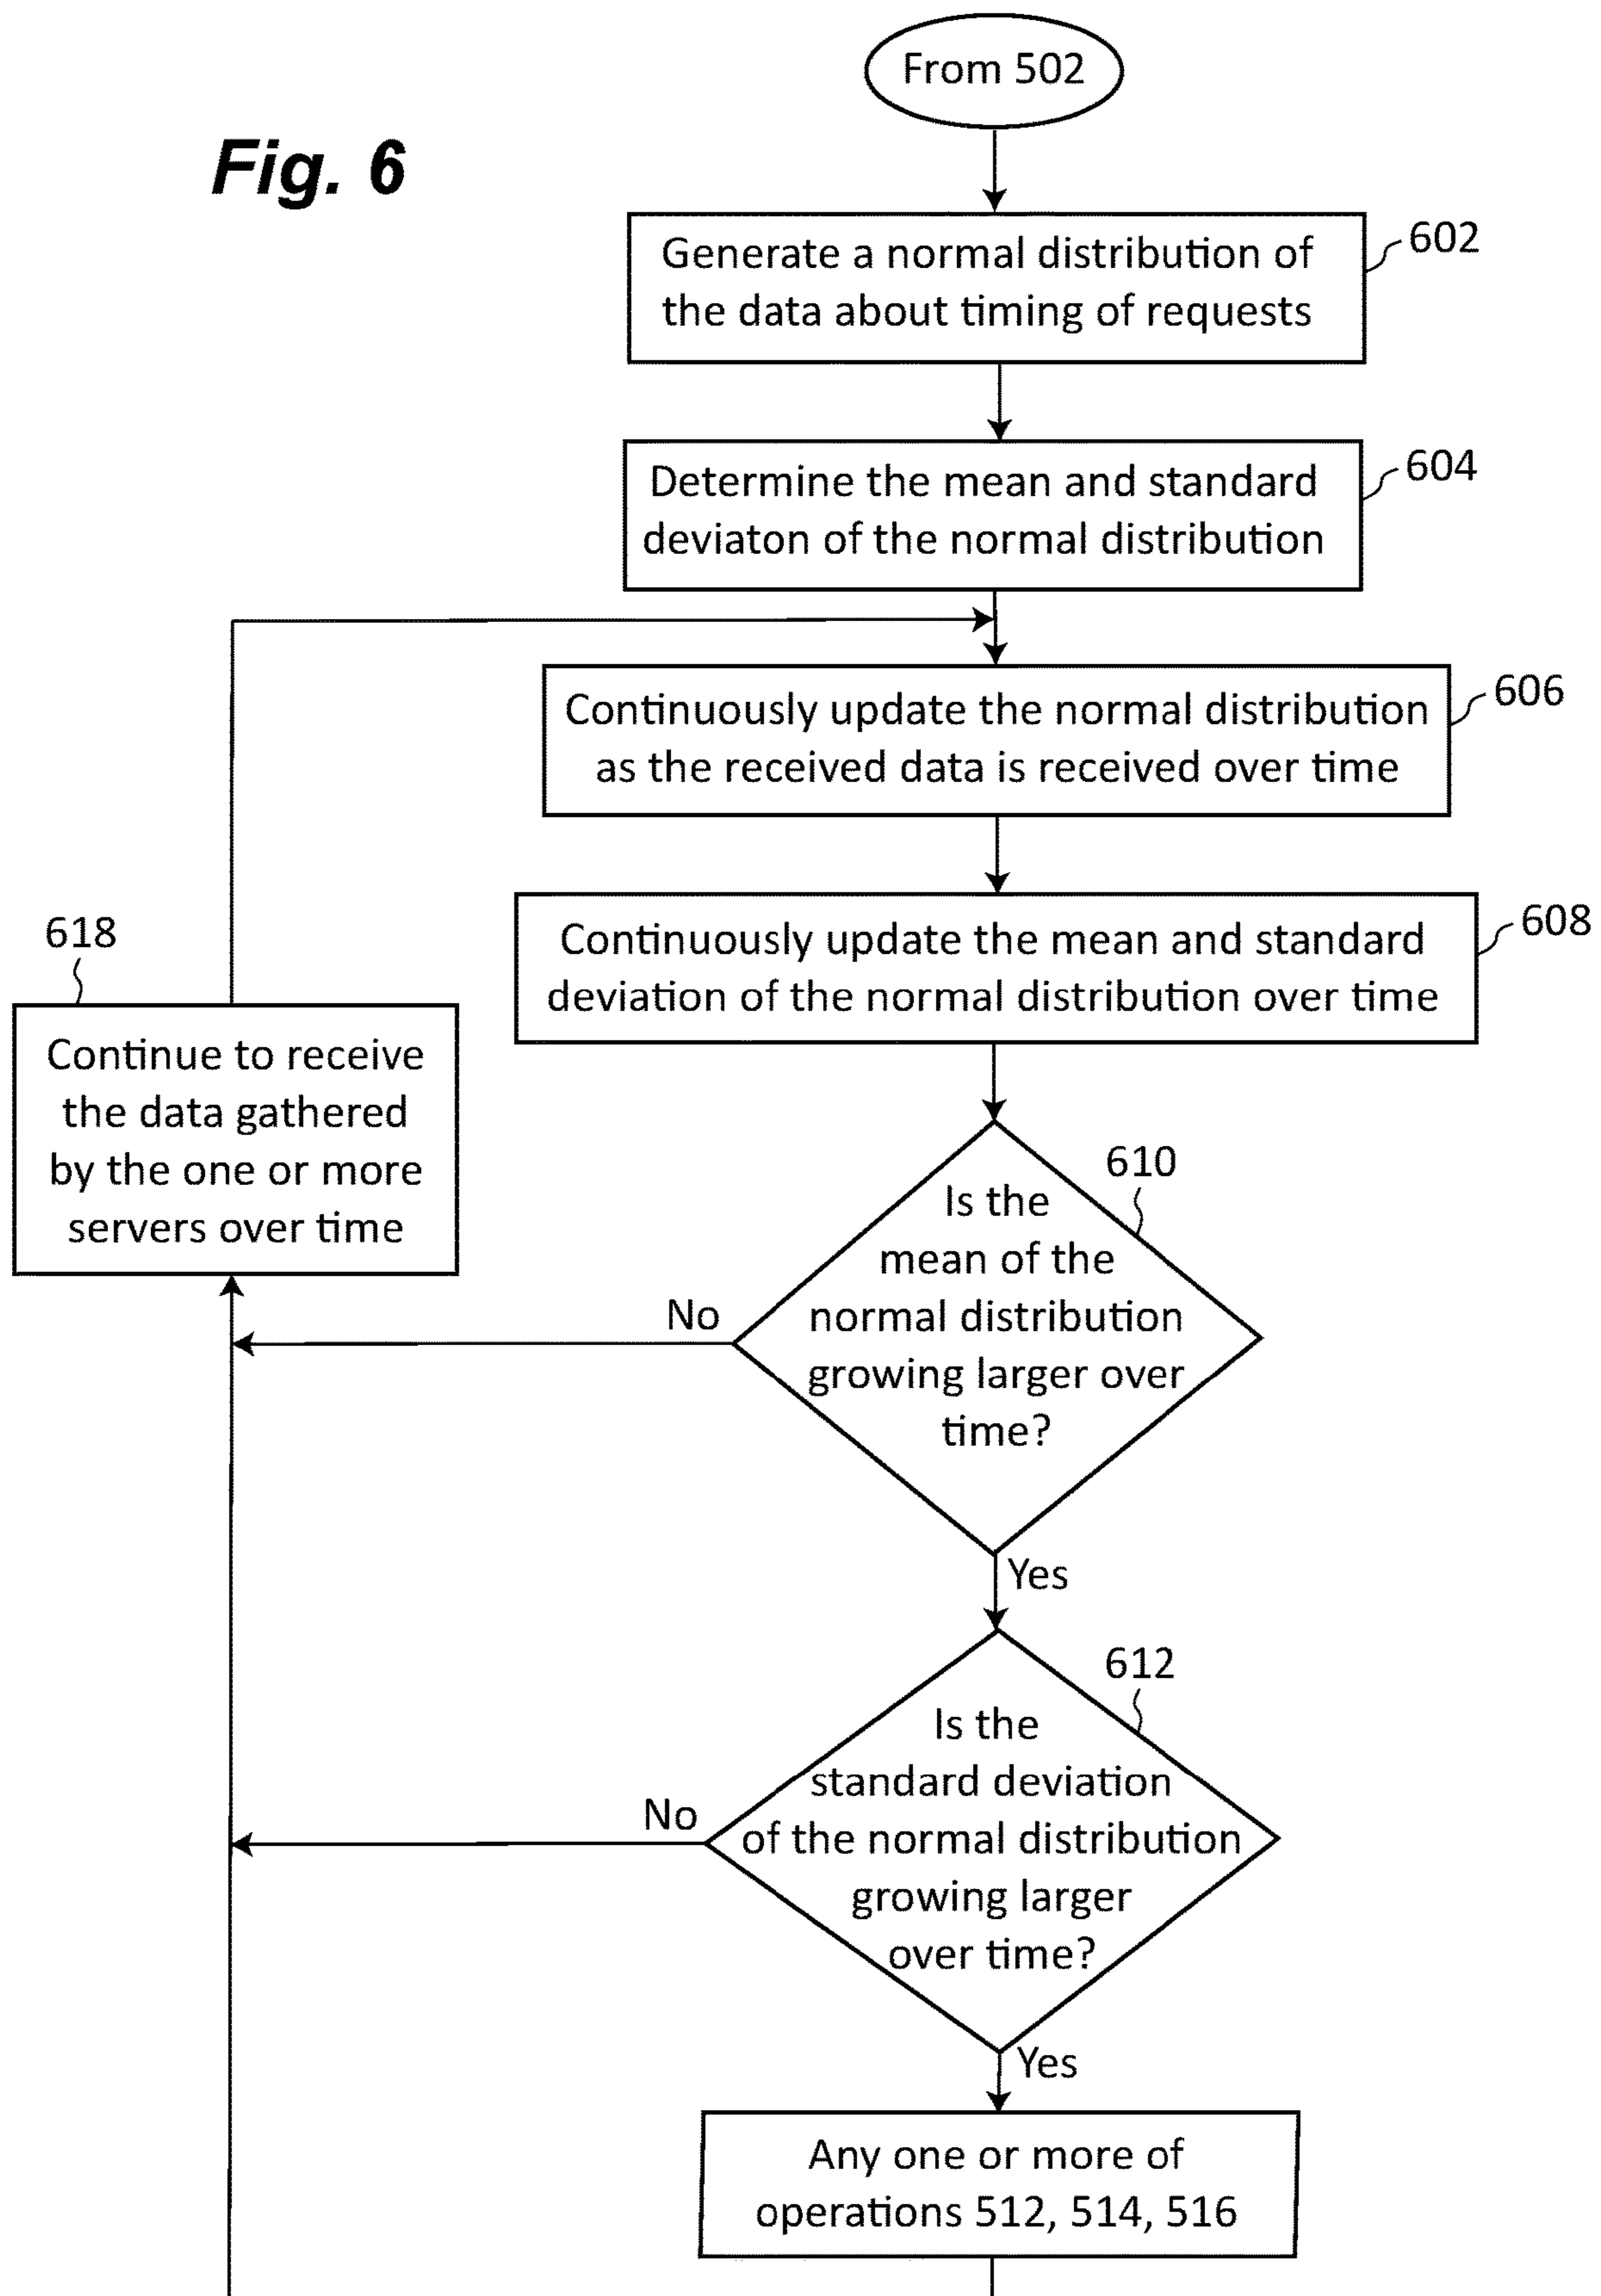 From 502
Fig. 6
602
Generate a normal distribution of
the data about timing of requests
604
Determine the mean and standard
deviaton of the normal distribution
606
Continuously update the normal distribution
as the received data is received over time
608
Continuously update the mean and standard
deviation of the normal distribution over time
618
Continue to receive
the data gathered
by the one or more
servers over time
610
Is the
mean of the
normal distribution
growing larger over
time?
No
Yes
612
Is the
standard deviation
of the normal distribution
growing larger
over time?
No
Yes
Any one or more of
operations 512, 514, 516